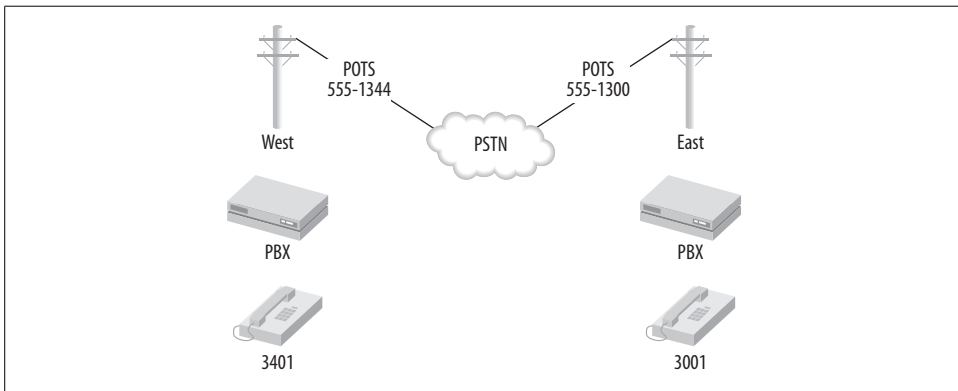 POTS
555-1344
POTS
555-1300
West
PSTN
East
PBX
PBX
3401
3001